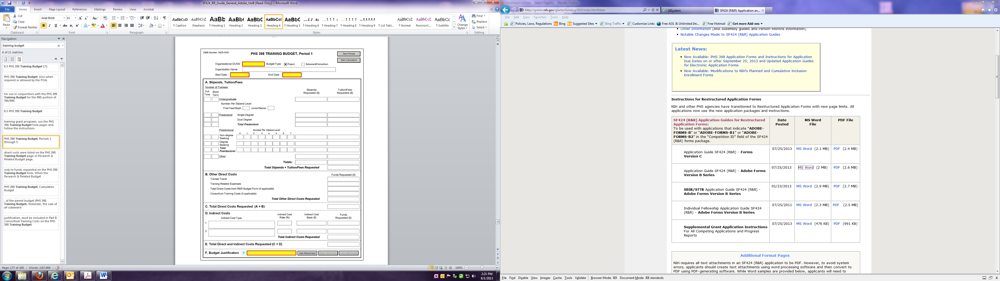 SF424_RR_Guide_General_Adobe_VerB [Read-Only] - Microsoft Word
File Home Insert Page Layout References Mailings Review View Acrobat
Paste
Cut
Copy
Format Painter
Clipboard
Arial Bold 11
Font
Paragraph
AaBbCcD AaBbCcD AaBb AaBb( AaBbC AaBbCcI AaBbC
Caption Emphasis Heading 1 Heading 2 Heading 3 Heading 4 Heading 5 Heading 6 Heading 7 Heading 8 Heading 9 List Tabl... Normal RevisionC... Subtitle
Styles
Change Styles
Find
Replace
Select
Editing
Navigation
training budget
6 of 11 matches
8.5 PHS 398 Training Budget 171
PHS 398 Training Budget (Use when
required or allowed by the FOA)
for use in conjunction with the PHS 398
Training Budget for the R90 portion of
T90/R90
8.5 PHS 398 Training Budget
training grant programs, use the PHS
398 Training Budget form pages and
follow the instructions
PHS 398 Training Budget, Periods 1
through 5
direct costs were listed on the PHS 398
Training Budget page or Research &
Related Budget page.
only to funds requested on the PHS 398
Training Budget form. When the
Research & Related Budget
PHS 398 Training Budget, Cumulative
Budget
, of the parent budget (PHS 398
Training Budget). Reminder, the sum of
all subaward
justification, must be included in Part B.
Consortium Training Costs on the PHS
398 Training Budget.
OMB Number: 0925-0001
PHS 398 TRAINING BUDGET, Period 1
Next Period
See Cumulative
Organizational DUNS: Budget Type: Project Subaward/Consortium
Organization Name:
Start Date: End Date:
A. Stipends, Tuition/Fees
Number of Trainees
Full Time Short Term Stipends Requested ($) Tuition/Fees Requested ($)
Undergraduate:
Number Per Stipend Level:
First-Year/Soph. Junior/Senior
Predoctoral: Single Degree
Dual Degree
Total Predoctoral
Postdoctoral: Number Per Stipend Level:
0 1 2 3 4 5 6 7
Non-degree Seeking
Degree Seeking
Total Postdoctoral
Other:
Totals:
Total Stipends + Tuition/Fees Requested
B. Other Direct Costs Funds Requested ($)
Trainee Travel
Training Related Expenses
Total Direct Costs from R&R Budget Form (if applicable)
Consortium Training Costs (if applicable)
Total Other Direct Costs Requested
C. Total Direct Costs Requested (A + B)
D. Indirect Costs
Indirect Cost Type Indirect Cost Rate (%) Indirect Cost Base ($) Funds Requested ($)
1.
2.
Total Indirect Costs Requested
E. Total Direct and Indirect Costs Requested (C + D)
F. Budget Justification ? Add Attachment Delete Attachment View Attachment
Page: 177 of 200 Words: 2/67,969 100%
2:21 PM
8/1/2013
http://grants.nih.gov/grants/funding/424/index.htm#data
AISystem SF424 (R&R) Application an...
File Edit View Favorites Tools Help
Policies, Laws, Regulations Bing Suggested Sites Bing Traffic Customize Links Free AOL & Unlimited Int... Free Hotmail Get more Add-ons
Other Information (eRA Assembly guides and Person-Months information)
Notable Changes Made to SF424 (R&R) Application Guides
Latest News:
Now Available: PHS 398 Application Forms and Instructions for Application
Due Dates on or after September 25, 2013 and Updated Application Guides
for Electronic Application Forms
Now Available: Modifications to NIH's Planned and Cumulative Inclusion
Enrollment Forms
Instructions for Restructured Application Forms
NIH and other PHS agencies have transitioned to Restructured Application Forms with new page limits. All
applications now use the new application packages and instructions.
SF424 (R&R) Application Guides for Restructured
Application Forms:
To be used with applications that indicate “ADOBE-
FORMS-B” or “ADOBE-FORMS-B1” or “ADOBE-
FORMS-B2” in the “Competition ID” field of the SF424
(R&R) forms package.
Date Posted MS Word File PDF File
Application Guide SF424 (R&R) - Forms
Version C
07/25/2013 MS Word (2.1 MB) PDF (2.4 MB)
Application Guide SF424 (R&R) - Adobe Forms
Version B Series
07/25/2013 MS Word (2 MB) PDF (2.6 MB)
SBIR/STTR Application Guide SF424 (R&R) -
Adobe Forms Version B Series
01/23/2013 MS Word (2.9 MB) PDF (2.7 MB)
Individual Fellowship Application Guide SF424
(R&R) - Adobe Forms Version B Series
07/25/2011 MS Word (2.3 MB) PDF (2.5 MB)
Supplemental Grant Application Instructions
For All Competing Applications and Progress
Reports
07/25/2013 MS Word (476 KB) PDF (991 KB)
Additional Format Pages
NIH requires all text attachments in an SF424 (R&R) application to be PDF. However, to avoid system
errors, applicants should create text attachments using word processing software and then convert to
PDF using PDF-generating software. While Word samples are provided below, applicants will need to
File Find Disable View Images Cache Tools Validate Browser Mode: IE9 Document Mode: IE8 standards